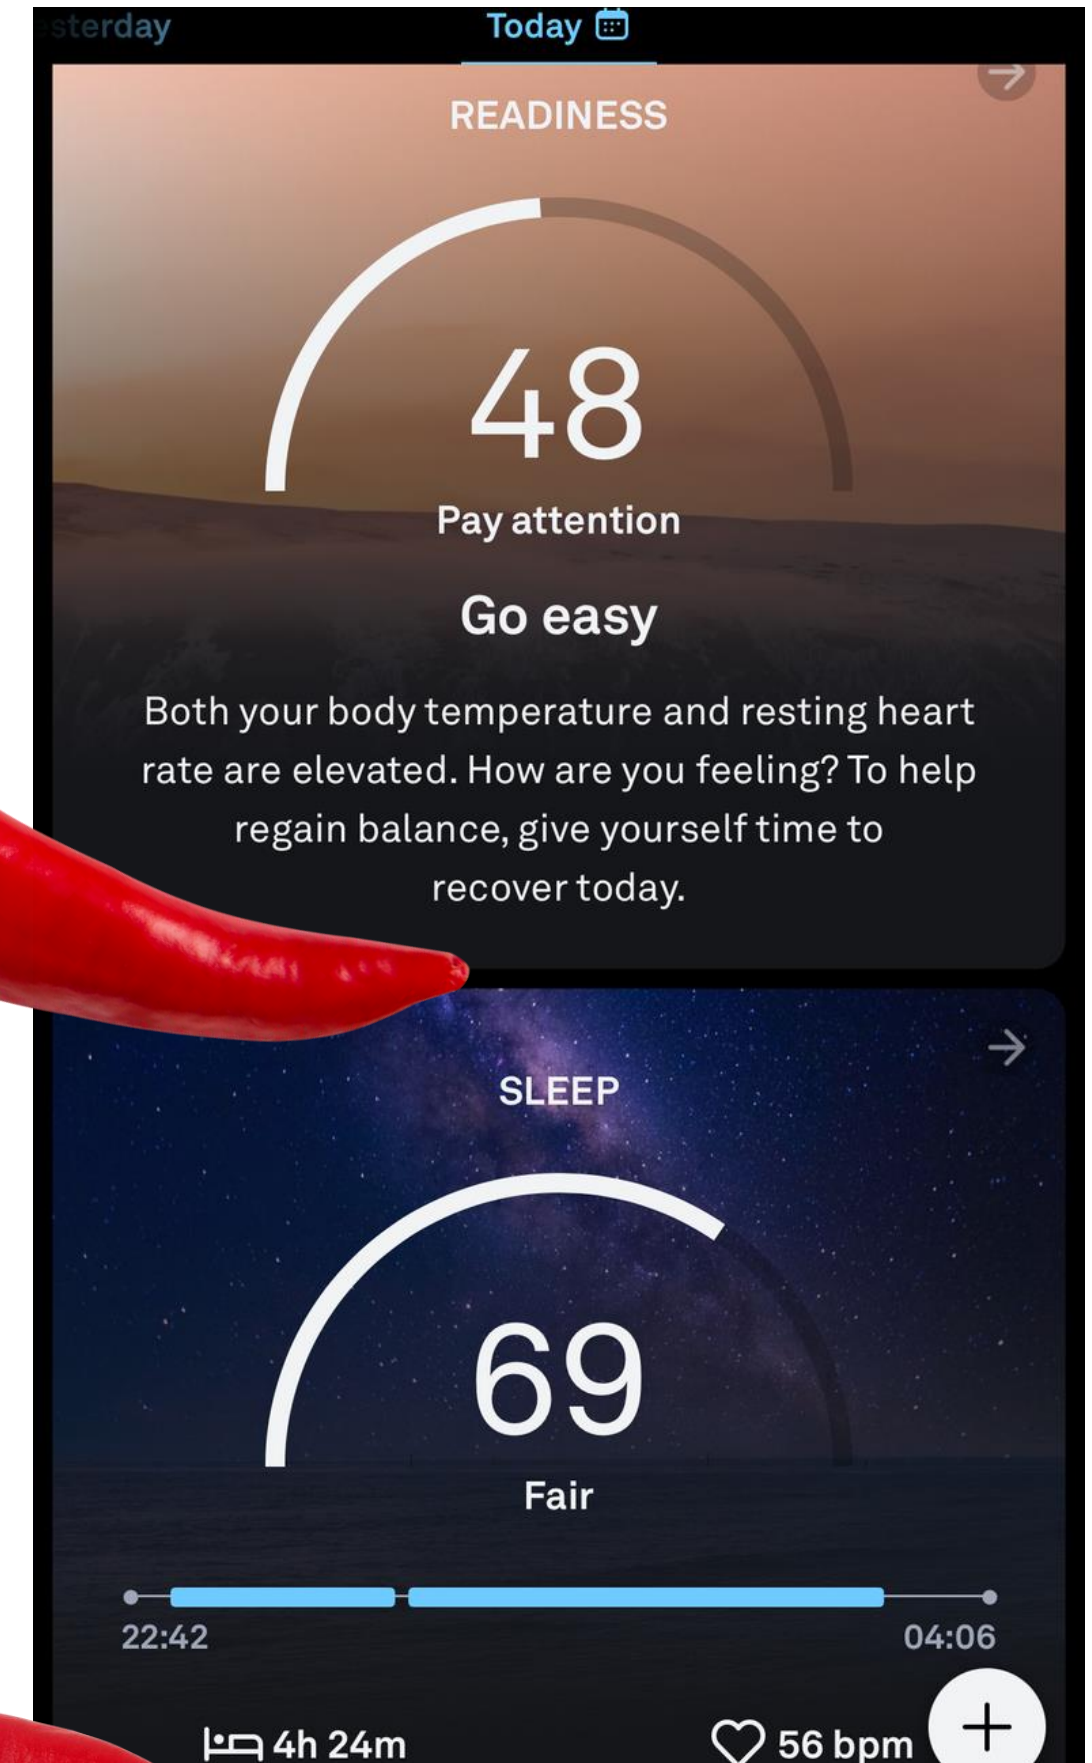 esterday
Today
READINESS
48
Pay attention
Go easy
Both your body temperature and resting heart
rate are elevated. How are you feeling? To help
regain balance, give yourself time to
recover today.
SLEEP
69
Fair
22:42
04:06
4h 24m
56 bpm